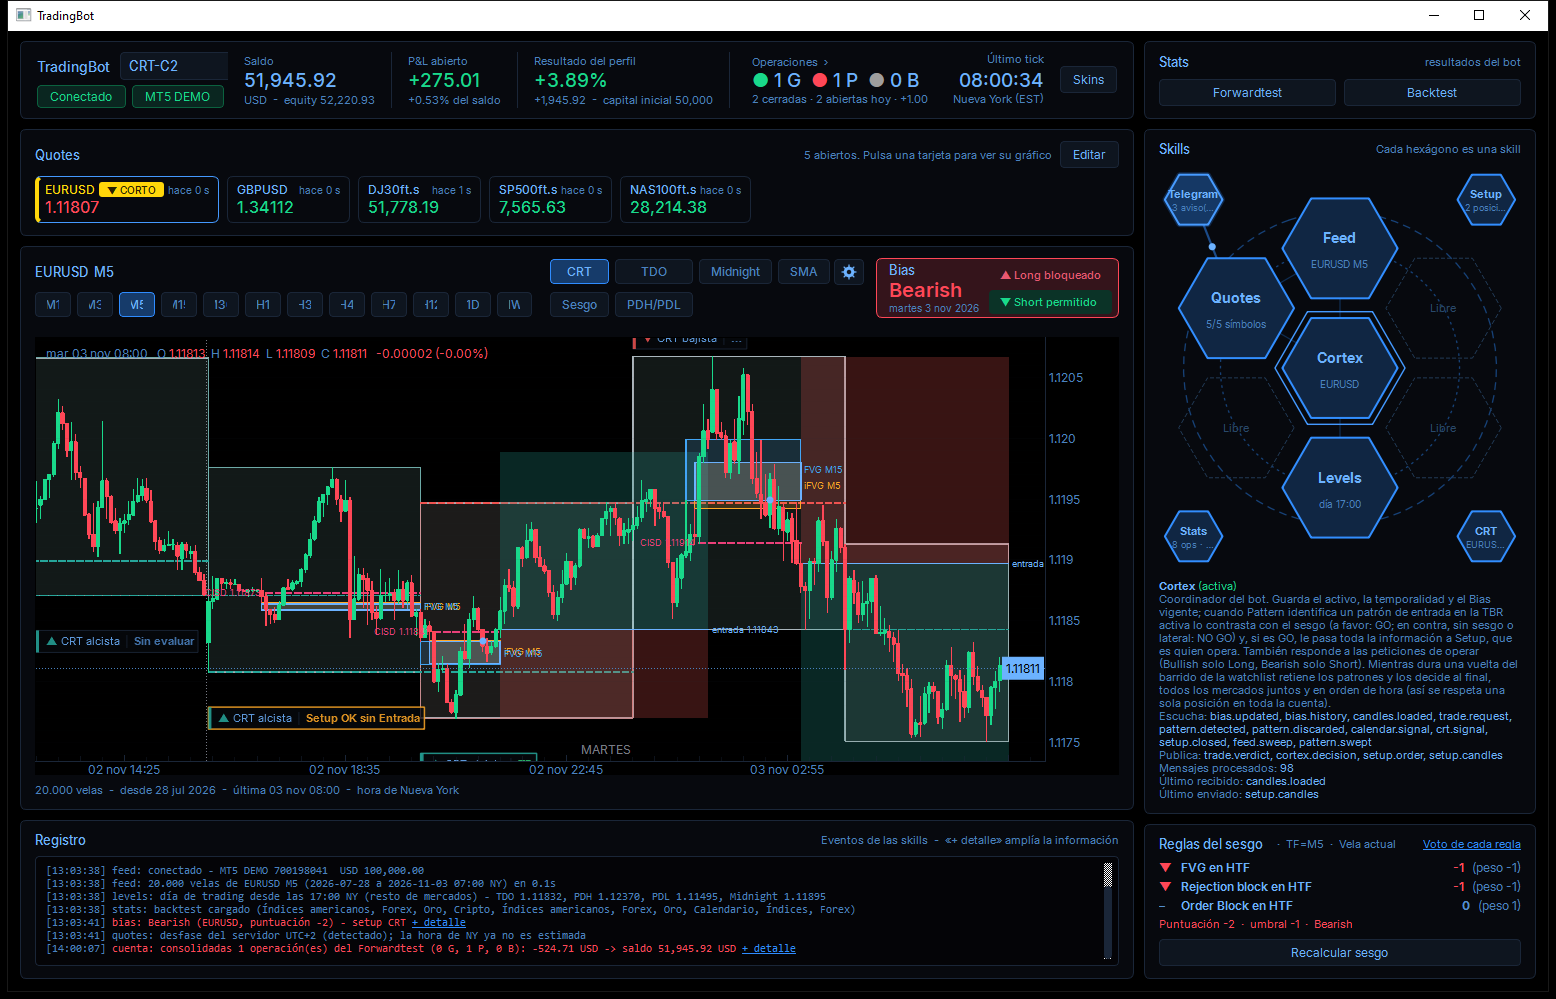 TradingBot
TradingBot
CRT-C2
Conectado
MT5 DEMO
Saldo
51,945.92
USD - equity 52,220.93
P&L abierto
+275.01
+0.53% del saldo
Resultado del perfil
+3.89%
+1,945.92 - capital inicial 50,000
Operaciones ›
1 G 1 P 0 B
2 cerradas · 2 abiertas hoy · +1.00
Último tick
08:00:34
Nueva York (EST)
Skins
Stats
resultados del bot
Forwardtest
Backtest
Quotes
5 abiertos. Pulsa una tarjeta para ver su gráfico
Editar
EURUSD ▼ CORTO hace 0 s
1.11807
GBPUSD hace 0 s
1.34112
DJ30ft.s hace 1 s
51,778.19
SP500ft.s hace 0 s
7,565.63
NAS100ft.s hace 0 s
28,214.38
EURUSD M5
CRT
TDO
Midnight
SMA
H1
1D
Sesgo
PDH/PDL
Bias
Bearish
martes 3 nov 2026
▲ Long bloqueado
▼ Short permitido
mar 03 nov 08:00 O 1.11813 H 1.11814 L 1.11809 C 1.11811 -0.00002 (-0.00%)
▼ CRT bajista ...
1.1205
1.120
1.1195
1.119
1.1185
1.118
1.1175
1.11811
FVG M15
iFVG M5
entrada
entrada 1.11843
▲ CRT alcista Sin evaluar
▲ CRT alcista Setup OK sin Entrada
MARTES
02 nov 14:25
02 nov 18:35
02 nov 22:45
03 nov 02:55
20.000 velas - desde 28 jul 2026 - última 03 nov 08:00 - hora de Nueva York
Skills
Cada hexágono es una skill
Telegram
3 aviso(...
Setup
2 posici...
Feed
EURUSD M5
Quotes
5/5 símbolos
Libre
Cortex
EURUSD
Libre
Libre
Levels
día 17:00
Stats
8 ops - ...
CRT
EURUS...
Cortex (activa)
Coordinador del bot. Guarda el activo, la temporalidad y el Bias
vigente; cuando Pattern identifica un patrón de entrada en la TBR
activa lo contrasta con el sesgo (a favor: GO; en contra, sin sesgo o
lateral: NO GO) y, si es GO, le pasa toda la información a Setup, que
es quien opera. También responde a las peticiones de operar
(Bullish solo Long, Bearish solo Short). Mientras dura una vuelta del
barrido de la watchlist retiene los patrones y los decide al final,
todos los mercados juntos y en orden de hora (así se respeta una
sola posición en toda la cuenta).
Escucha: bias.updated, bias.history, candles.loaded, trade.request,
pattern.detected, pattern.discarded, calendar.signal, crt.signal,
setup.closed, feed.sweep, pattern.swept
Publica: trade.verdict, cortex.decision, setup.order, setup.candles
Mensajes procesados: 98
Último recibido: candles.loaded
Último enviado: setup.candles
Registro
Eventos de las skills - «+ detalle» amplía la información
[13:03:38] feed: conectado - MT5 DEMO 700198041 USD 100,000.00
[13:03:38] feed: 20.000 velas de EURUSD M5 (2026-07-28 a 2026-11-03 07:00 NY) en 0.1s
[13:03:38] levels: día de trading desde las 17:00 NY (resto de mercados) - TDO 1.11832, PDH 1.12370, PDL 1.11495, Midnight 1.11895
[13:03:38] stats: backtest cargado (Índices americanos, Forex, Oro, Cripto, Índices americanos, Forex, Oro, Calendario, Índices, Forex)
[13:03:41] bias: Bearish (EURUSD, puntuación -2) - setup CRT + detalle
[13:03:41] quotes: desfase del servidor UTC+2 (detectado); la hora de NY ya no es estimada
[14:00:07] cuenta: consolidadas 1 operación(es) del Forwardtest (0 G, 1 P, 0 B): -524.71 USD -> saldo 51,945.92 USD + detalle
Reglas del sesgo · TF=M5 · Vela actual
Voto de cada regla
▼ FVG en HTF -1 (peso -1)
▼ Rejection block en HTF -1 (peso -1)
– Order Block en HTF 0 (peso 1)
Puntuación -2 · umbral -1 · Bearish
Recalcular sesgo